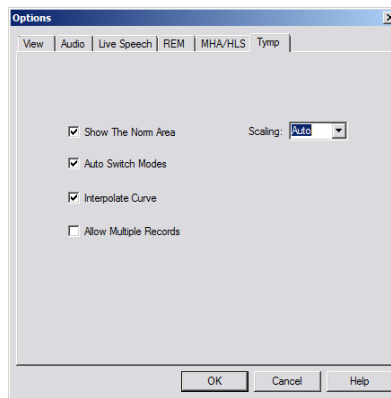 Options
View Audio Live Speech REM MHA/HLS Tymp
Show The Norm Area Scaling: Auto
Auto Switch Modes
Interpolate Curve
Allow Multiple Records
OK Cancel Help